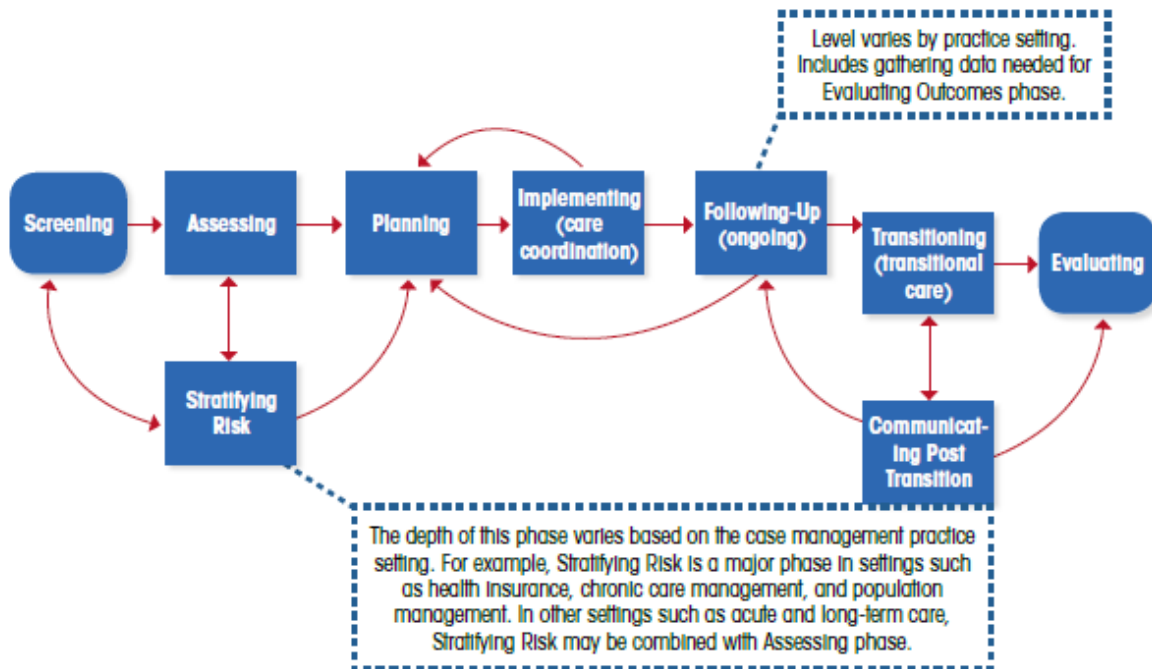 Level varies by practice setting.
Includes gathering data needed for
Evaluating Outcomes phase.
Screening
Assessing
Planning
Implementing
(care
coordination)
Following-Up
(ongoing)
Transitioning
(transitional
care)
Evaluating
Stratifying
Risk
Communicat-
ing Post
Transition
The depth of this phase varies based on the case management practice
setting. For example, Stratifying Risk is a major phase in settings such
as health insurance, chronic care management, and population
management. In other settings such as acute and long-term care,
Stratifying Risk may be combined with Assessing phase.